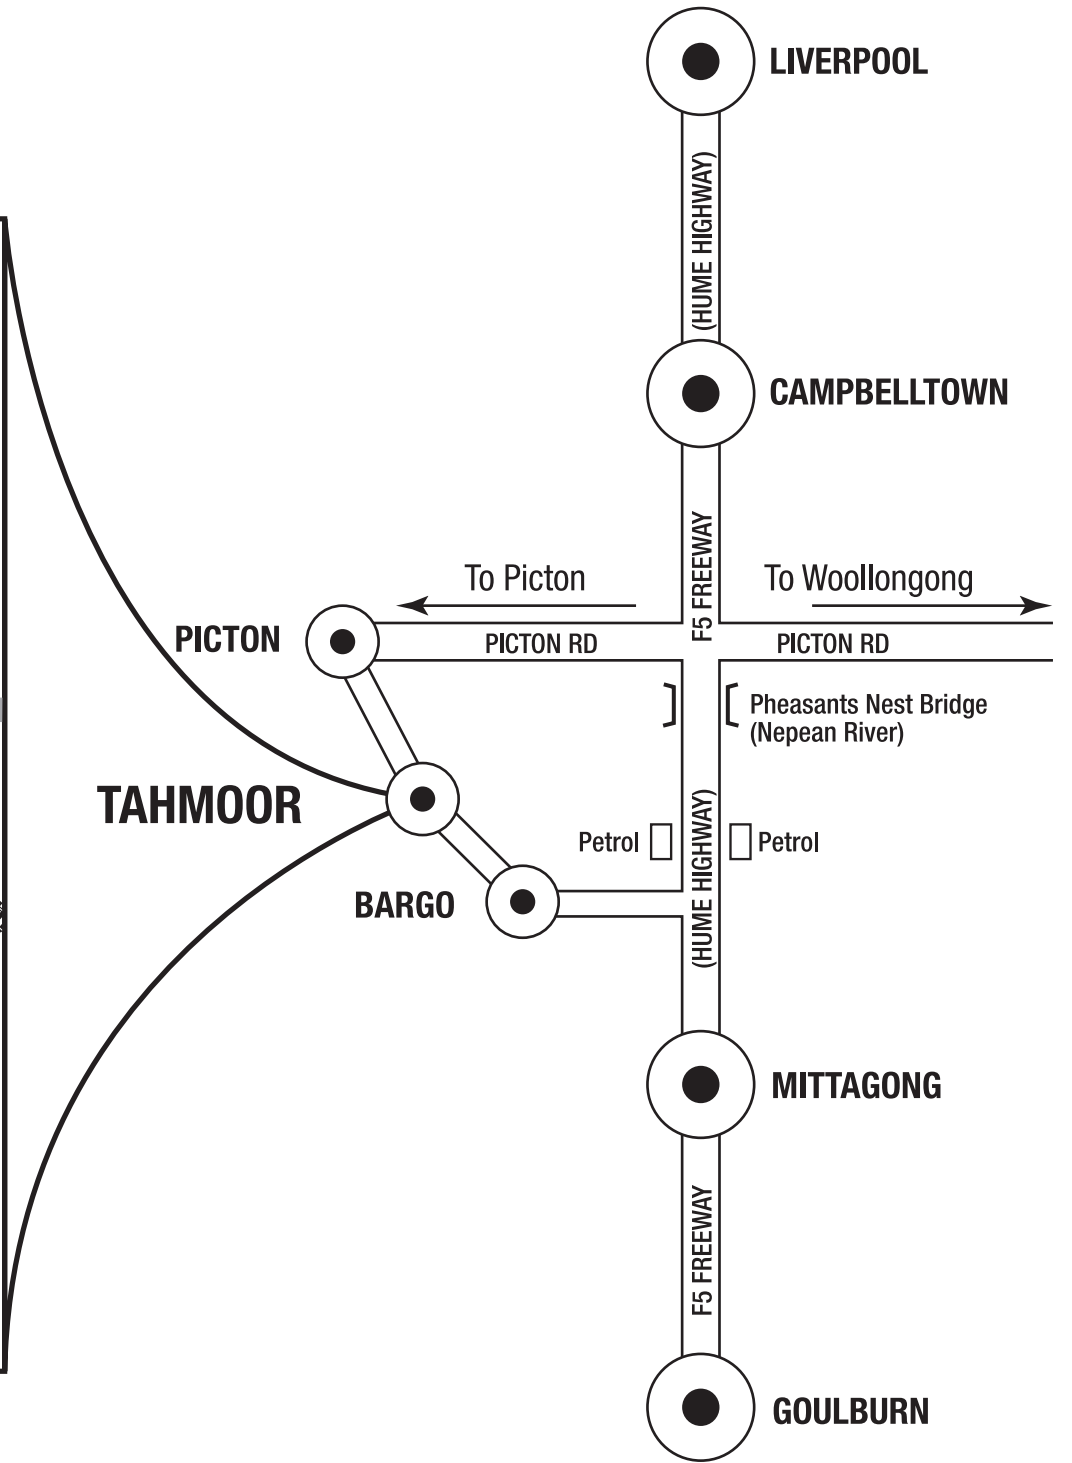 LIVERPOOL
(HUME HIGHWAY)
CAMPBELLTOWN
F5 FREEWAY
To Picton
To Woollongong
PICTON
PICTON RD
PICTON RD
Pheasants Nest Bridge
(Nepean River)
TAHMOOR
Petrol
Petrol
(HUME HIGHWAY)
BARGO
MITTAGONG
F5 FREEWAY
GOULBURN